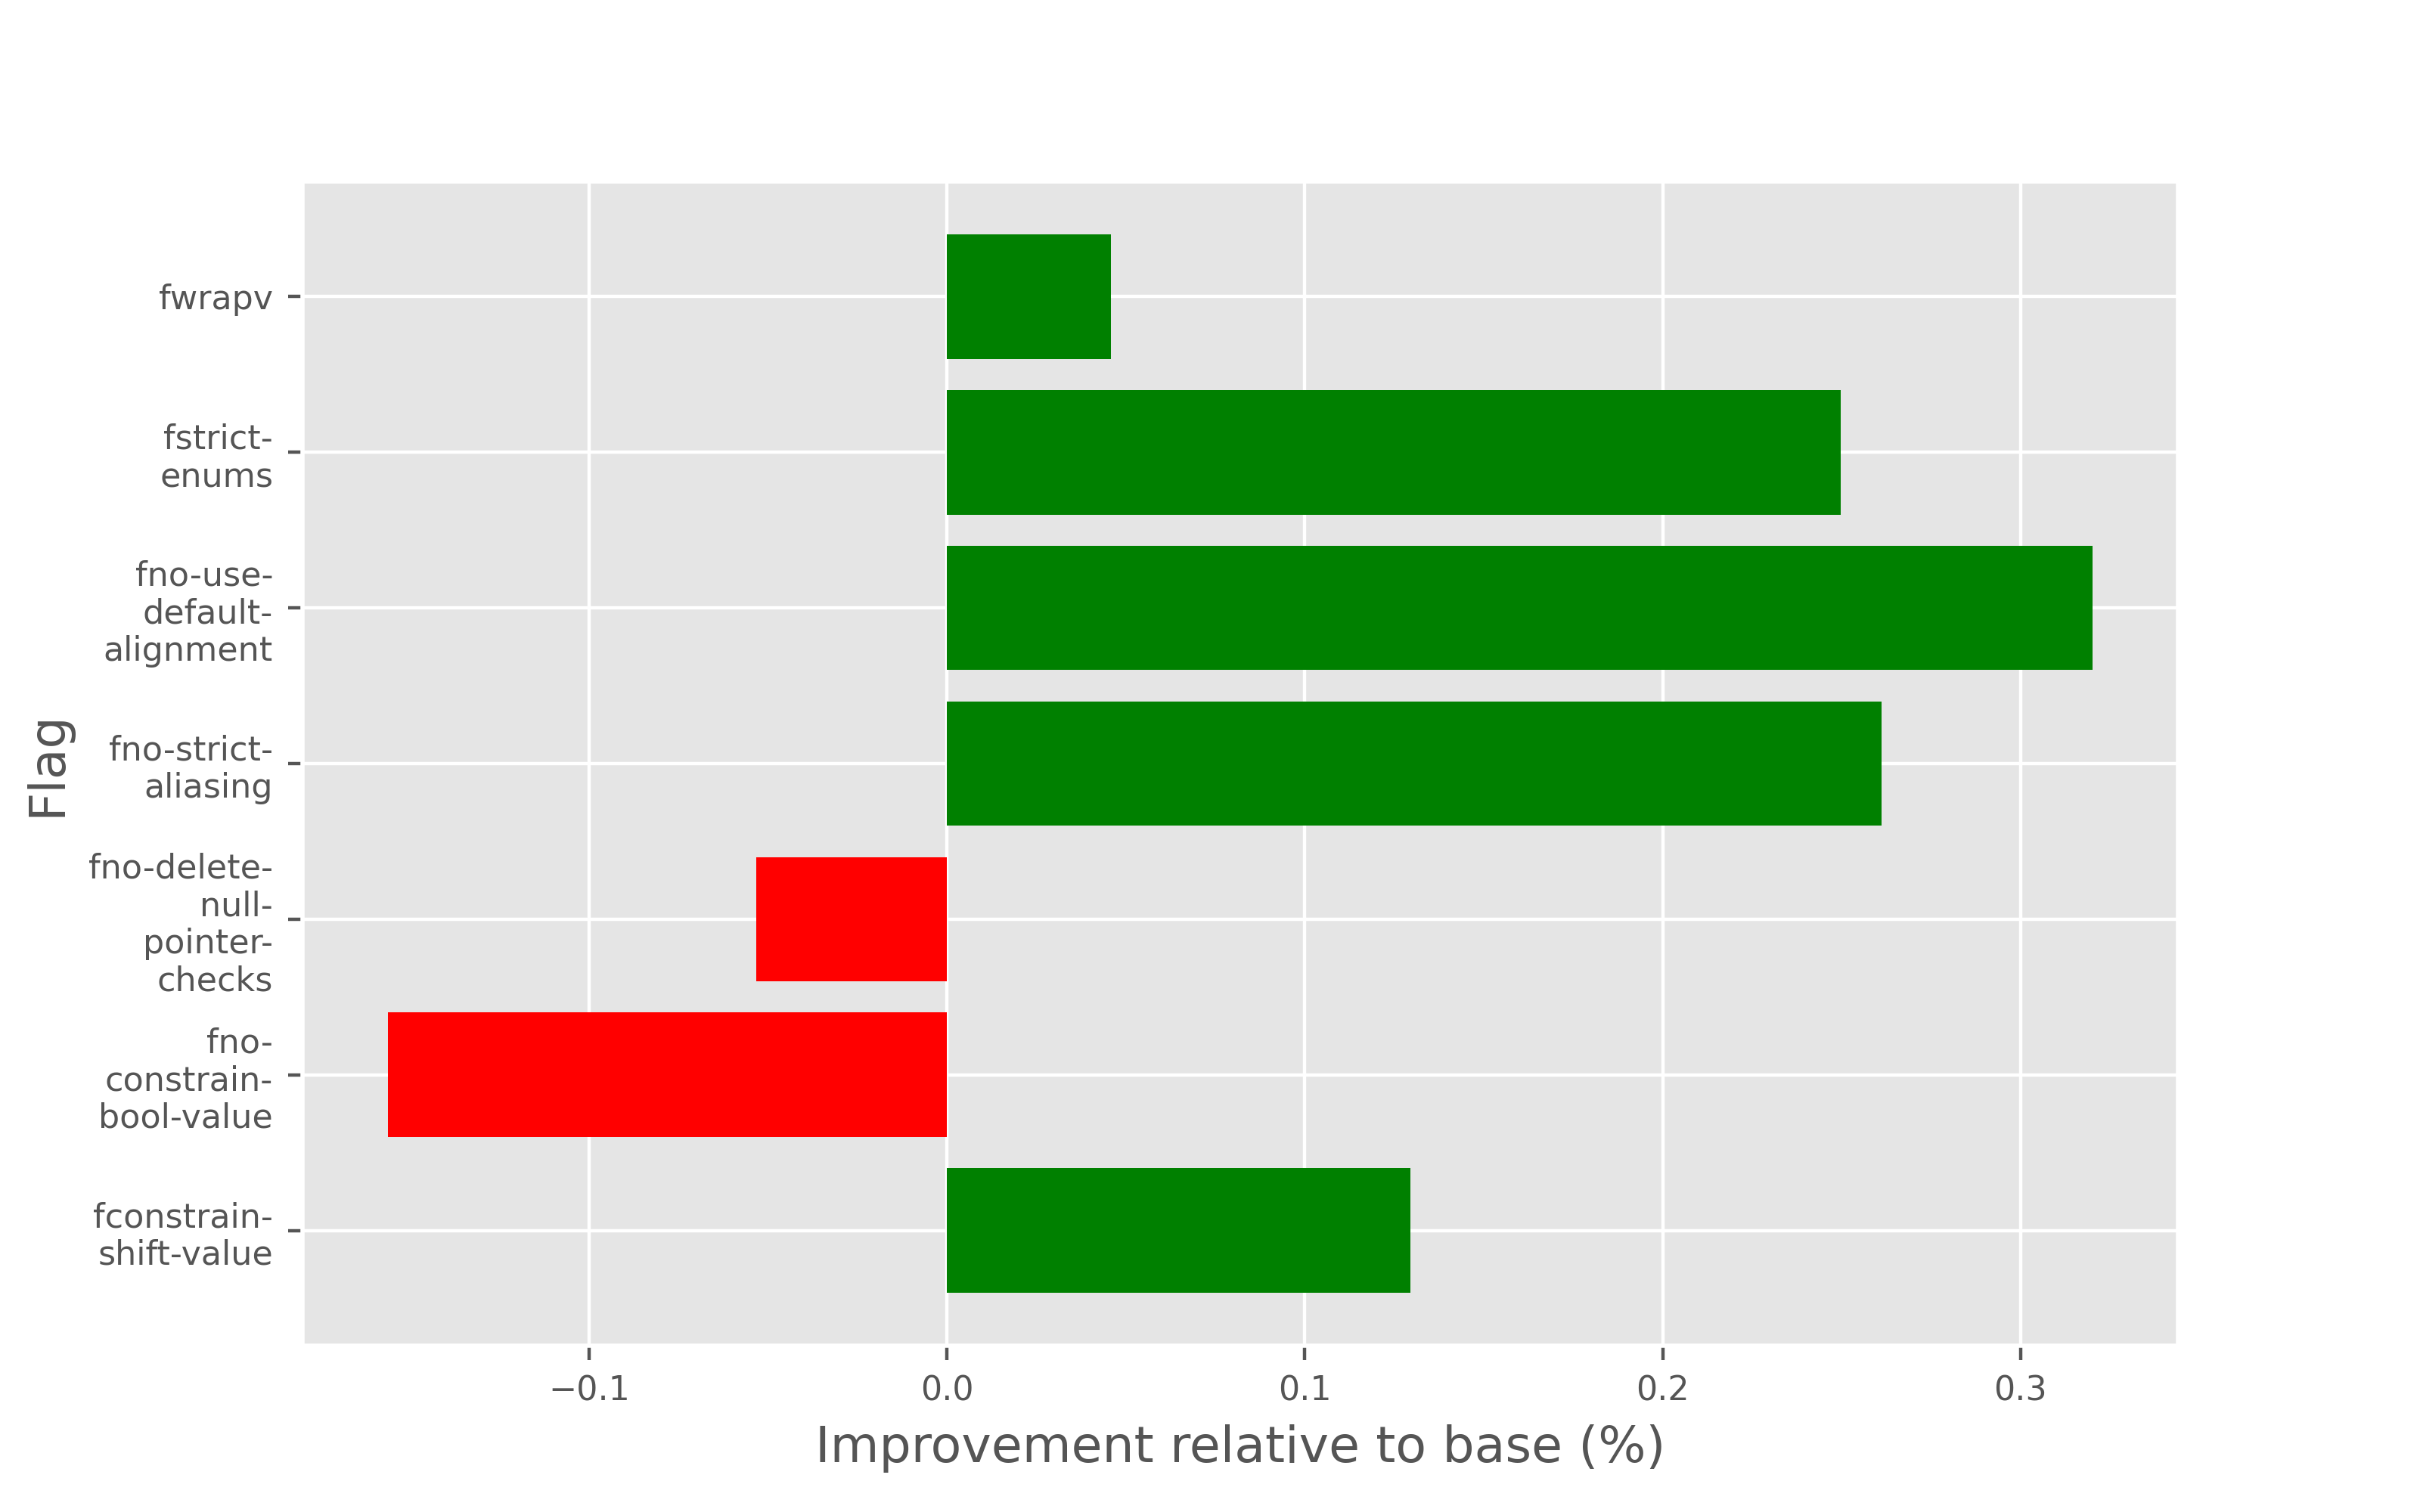 fwrapv
fstrict-
enums
fno-use-
default-
alignment
fno-strict-
aliasing
fno-delete-
null-
pointer-
checks
fno-
constrain-
bool-value
fconstrain-
shift-value
Flag
−0.1
0.0
0.1
0.2
0.3
Improvement relative to base (%)